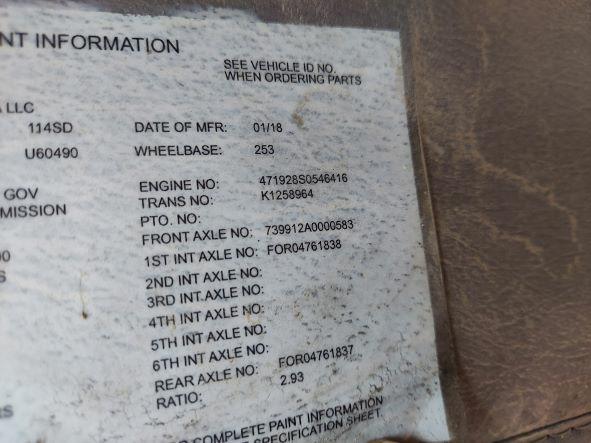 NT INFORMATION
SEE VEHICLE ID NO.
WHEN ORDERING PARTS
LLC
114SD DATE OF MFR: 01/18
U60490 WHEELBASE: 253
GOV ENGINE NO: 471928S0546416
MISSION TRANS NO: K1258964
PTO. NO:
FRONT AXLE NO: 739912A0000583
1ST INT AXLE NO: FOR04761838
2ND INT AXLE NO:
3RD INT.AXLE NO:
4TH INT AXLE NO:
5TH INT AXLE NO:
6TH INT AXLE NO:
REAR AXLE NO: FOR04761837
RATIO: 2.93
COMPLETE PAINT INFORMATION
SPECIFICATION SHEET.